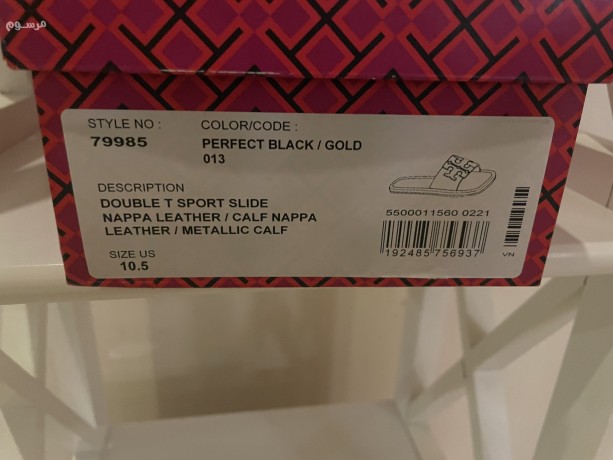 مرسوم
STYLE NO :
79985
COLOR/CODE :
PERFECT BLACK / GOLD
013
DESCRIPTION
DOUBLE T SPORT SLIDE
NAPPA LEATHER / CALF NAPPA
LEATHER / METALLIC CALF
SIZE US
10.5
5500011560 0221
192485 756937
VN